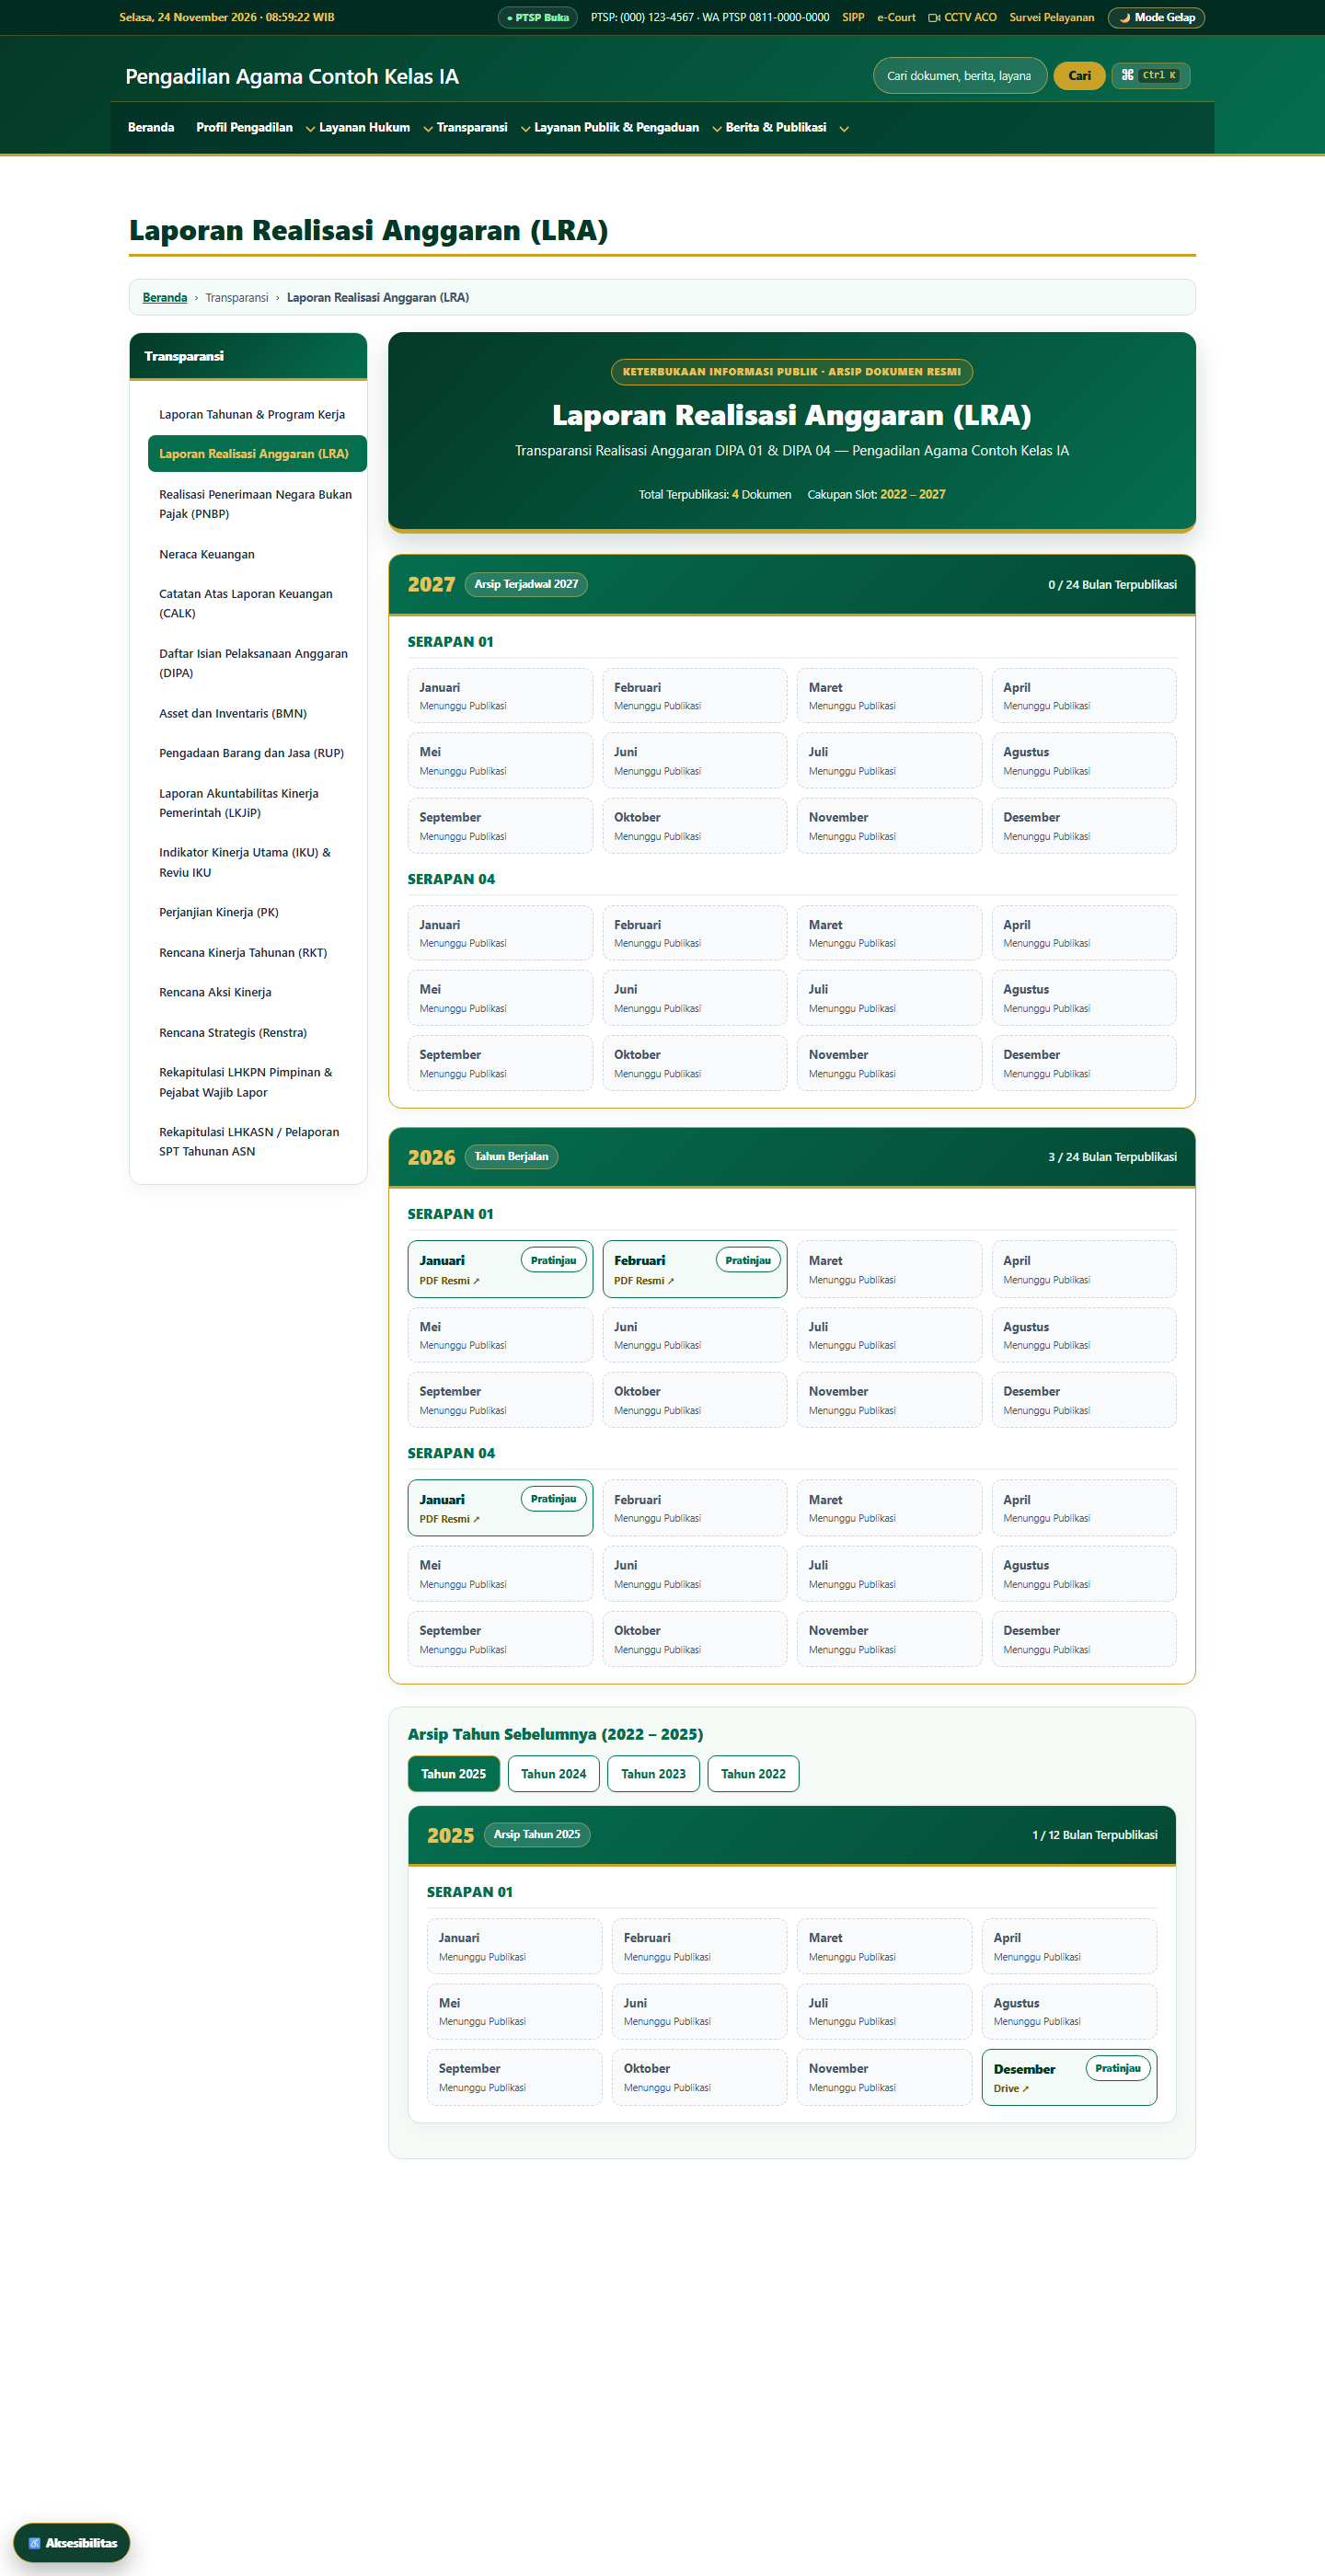 Selasa, 24 November 2026 · 08:59:22 WIB
● PTSP Buka
PTSP: (000) 123-4567 · WA PTSP 0811-0000-0000
SIPP
e-Court
CCTV ACO
Survei Pelayanan
🌙 Mode Gelap
Pengadilan Agama Contoh Kelas IA
Cari dokumen, berita, layana
Cari
⌘ Ctrl K
Beranda
Profil Pengadilan
Layanan Hukum
Transparansi
Layanan Publik & Pengaduan
Berita & Publikasi
Laporan Realisasi Anggaran (LRA)
Beranda › Transparansi › Laporan Realisasi Anggaran (LRA)
Transparansi
Laporan Tahunan & Program Kerja
Laporan Realisasi Anggaran (LRA)
Realisasi Penerimaan Negara Bukan
Pajak (PNBP)
Neraca Keuangan
Catatan Atas Laporan Keuangan
(CALK)
Daftar Isian Pelaksanaan Anggaran
(DIPA)
Asset dan Inventaris (BMN)
Pengadaan Barang dan Jasa (RUP)
Laporan Akuntabilitas Kinerja
Pemerintah (LKJiP)
Indikator Kinerja Utama (IKU) &
Reviu IKU
Perjanjian Kinerja (PK)
Rencana Kinerja Tahunan (RKT)
Rencana Aksi Kinerja
Rencana Strategis (Renstra)
Rekapitulasi LHKPN Pimpinan &
Pejabat Wajib Lapor
Rekapitulasi LHKASN / Pelaporan
SPT Tahunan ASN
KETERBUKAAN INFORMASI PUBLIK · ARSIP DOKUMEN RESMI
Laporan Realisasi Anggaran (LRA)
Transparansi Realisasi Anggaran DIPA 01 & DIPA 04 — Pengadilan Agama Contoh Kelas IA
Total Terpublikasi: 4 Dokumen Cakupan Slot: 2022 – 2027
2027 Arsip Terjadwal 2027 0 / 24 Bulan Terpublikasi
SERAPAN 01
Januari Februari Maret April
Menunggu Publikasi Menunggu Publikasi Menunggu Publikasi Menunggu Publikasi
Mei Juni Juli Agustus
Menunggu Publikasi Menunggu Publikasi Menunggu Publikasi Menunggu Publikasi
September Oktober November Desember
Menunggu Publikasi Menunggu Publikasi Menunggu Publikasi Menunggu Publikasi
SERAPAN 04
Januari Februari Maret April
Menunggu Publikasi Menunggu Publikasi Menunggu Publikasi Menunggu Publikasi
Mei Juni Juli Agustus
Menunggu Publikasi Menunggu Publikasi Menunggu Publikasi Menunggu Publikasi
September Oktober November Desember
Menunggu Publikasi Menunggu Publikasi Menunggu Publikasi Menunggu Publikasi
2026 Tahun Berjalan 3 / 24 Bulan Terpublikasi
SERAPAN 01
Januari Pratinjau Februari Pratinjau Maret April
PDF Resmi ↗ PDF Resmi ↗ Menunggu Publikasi Menunggu Publikasi
Mei Juni Juli Agustus
Menunggu Publikasi Menunggu Publikasi Menunggu Publikasi Menunggu Publikasi
September Oktober November Desember
Menunggu Publikasi Menunggu Publikasi Menunggu Publikasi Menunggu Publikasi
SERAPAN 04
Januari Pratinjau Februari Maret April
PDF Resmi ↗ Menunggu Publikasi Menunggu Publikasi Menunggu Publikasi
Mei Juni Juli Agustus
Menunggu Publikasi Menunggu Publikasi Menunggu Publikasi Menunggu Publikasi
September Oktober November Desember
Menunggu Publikasi Menunggu Publikasi Menunggu Publikasi Menunggu Publikasi
Arsip Tahun Sebelumnya (2022 – 2025)
Tahun 2025 Tahun 2024 Tahun 2023 Tahun 2022
2025 Arsip Tahun 2025 1 / 12 Bulan Terpublikasi
SERAPAN 01
Januari Februari Maret April
Menunggu Publikasi Menunggu Publikasi Menunggu Publikasi Menunggu Publikasi
Mei Juni Juli Agustus
Menunggu Publikasi Menunggu Publikasi Menunggu Publikasi Menunggu Publikasi
September Oktober November Desember Pratinjau
Menunggu Publikasi Menunggu Publikasi Menunggu Publikasi Drive ↗
♿ Aksesibilitas